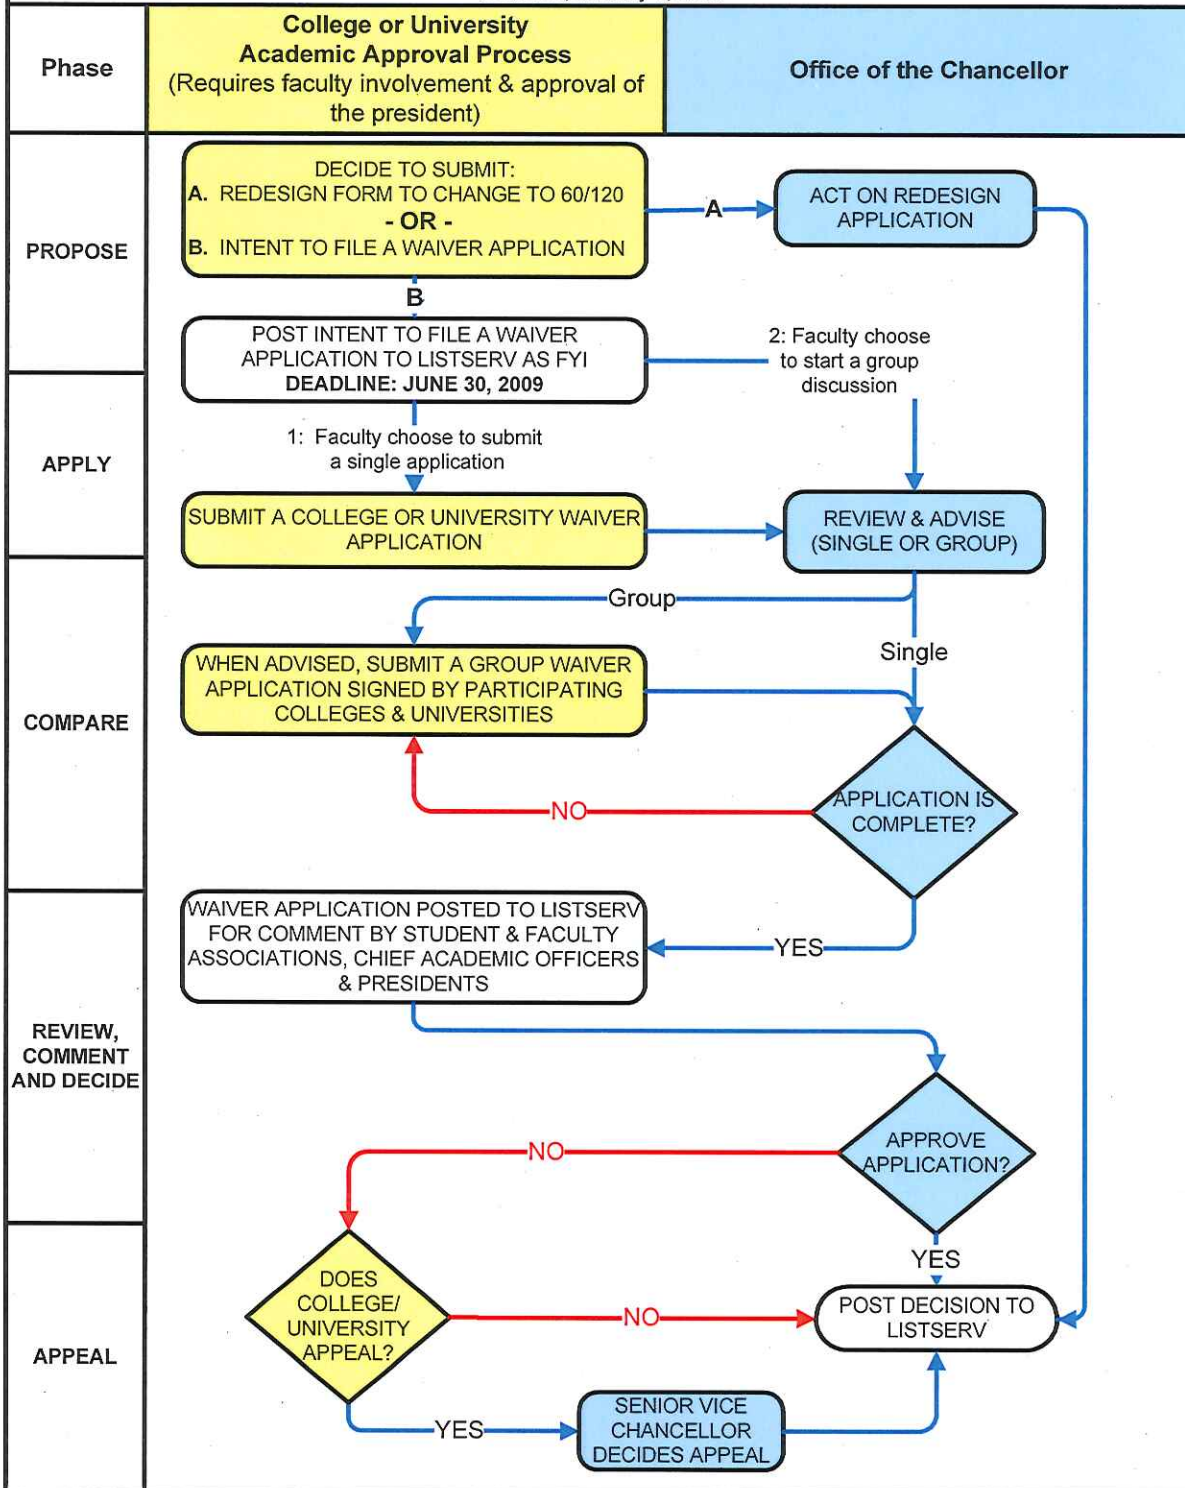 Phase
College or University
Academic Approval Process
(Requires faculty involvement & approval of
the president)
Office of the Chancellor
PROPOSE
DECIDE TO SUBMIT:
A. REDESIGN FORM TO CHANGE TO 60/120
- OR -
B. INTENT TO FILE A WAIVER APPLICATION
A
ACT ON REDESIGN
APPLICATION
B
POST INTENT TO FILE A WAIVER
APPLICATION TO LISTSERV AS FYI
DEADLINE: JUNE 30, 2009
2: Faculty choose
to start a group
discussion
APPLY
1: Faculty choose to submit
a single application
SUBMIT A COLLEGE OR UNIVERSITY WAIVER
APPLICATION
REVIEW & ADVISE
(SINGLE OR GROUP)
COMPARE
Group
Single
WHEN ADVISED, SUBMIT A GROUP WAIVER
APPLICATION SIGNED BY PARTICIPATING
COLLEGES & UNIVERSITIES
APPLICATION IS
COMPLETE?
NO
REVIEW,
COMMENT
AND DECIDE
WAIVER APPLICATION POSTED TO LISTSERV
FOR COMMENT BY STUDENT & FACULTY
ASSOCIATIONS, CHIEF ACADEMIC OFFICERS
& PRESIDENTS
YES
APPROVE
APPLICATION?
NO
YES
APPEAL
DOES
COLLEGE/
UNIVERSITY
APPEAL?
NO
POST DECISION TO
LISTSERV
YES
SENIOR VICE
CHANCELLOR
DECIDES APPEAL